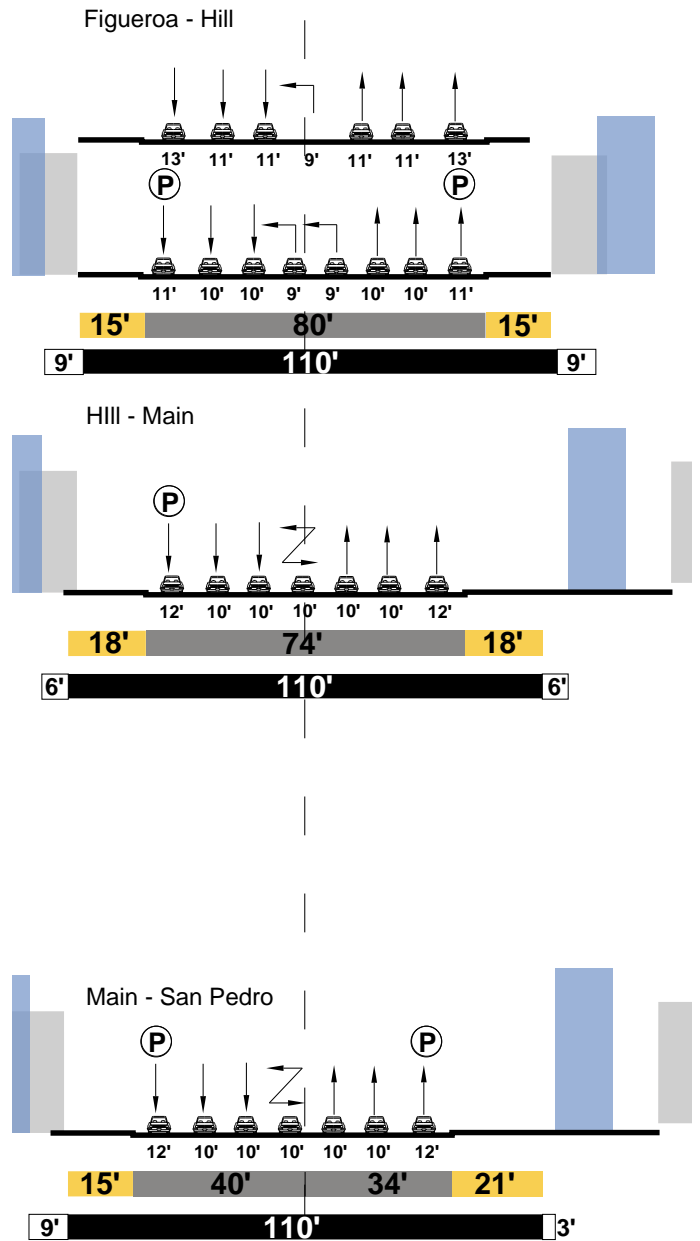 Figueroa - Hill
13' 11' 11' 9' 11' 11' 13'
P P
11' 10' 10' 9' 9' 10' 10' 11'
15' 80' 15'
9' 110' 9'
HIll - Main
P
12' 10' 10' 10' 10' 10' 12'
18' 74' 18'
6' 110' 6'
Main - San Pedro
P P
12' 10' 10' 10' 10' 10' 12'
15' 40' 34' 21'
9' 110' 3'